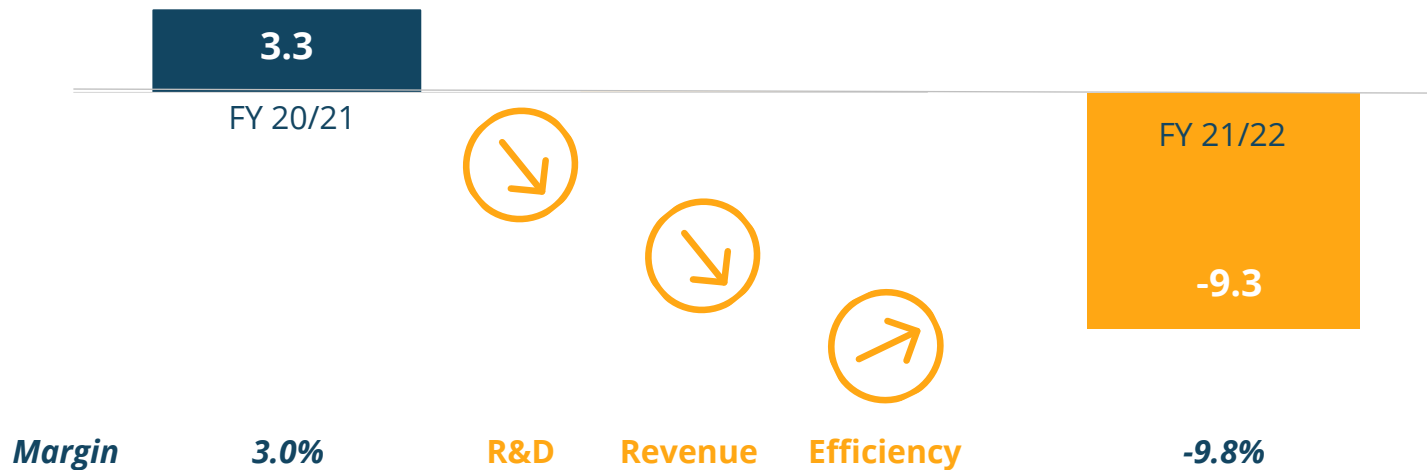 3.3
FY 20/21
FY 21/22
-9.3
Margin 3.0% R&D Revenue Efficiency -9.8%